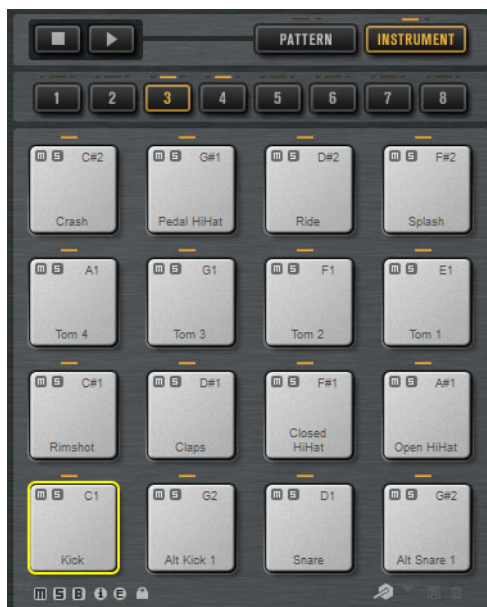 PATTERN INSTRUMENT
1 2 3 4 5 6 7 8
m S C#2 m S G#1 m S D#2 m S F#2
Crash Pedal HiHat Ride Splash
m S A1 m S G1 m S F1 m S E1
Tom 4 Tom 3 Tom 2 Tom 1
m S C#1 m S D#1 m S F#1 m S A#1
Closed
Rimshot Claps HiHat Open HiHat
m S C1 m S G2 m S D1 m S G#2
Kick Alt Kick 1 Snare Alt Snare 1
m S B i E